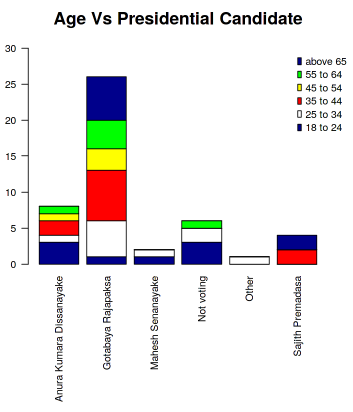 Age Vs Presidential Candidate
30
25
20
15
10
5
0
above 65
55 to 64
45 to 54
35 to 44
25 to 34
18 to 24
Anura Kumara Dissanayake
Gotabaya Rajapaksa
Mahesh Senanayake
Not voting
Other
Sajith Premadasa